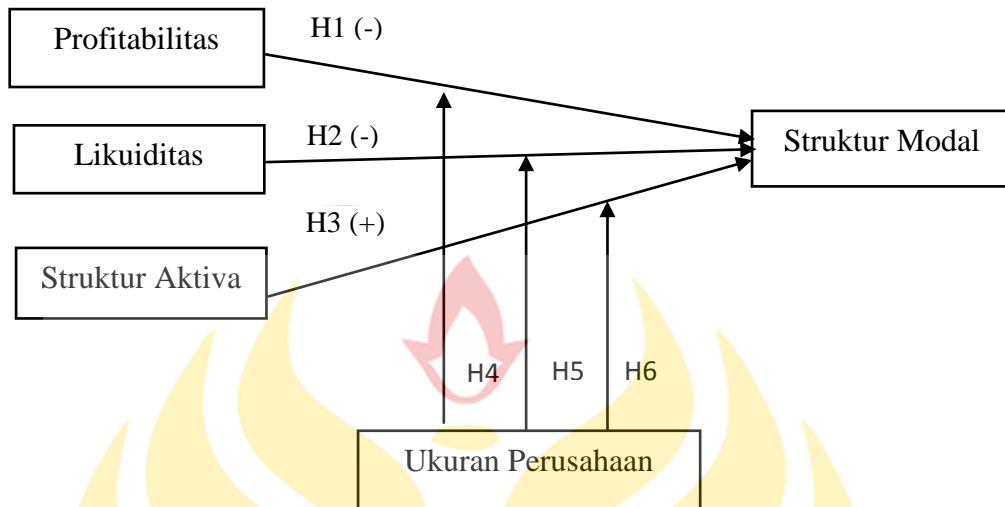 Profitabilitas
H1 (-)
Likuiditas
H2 (-)
Struktur Modal
Struktur Aktiva
H3 (+)
H4
H5
H6
Ukuran Perusahaan